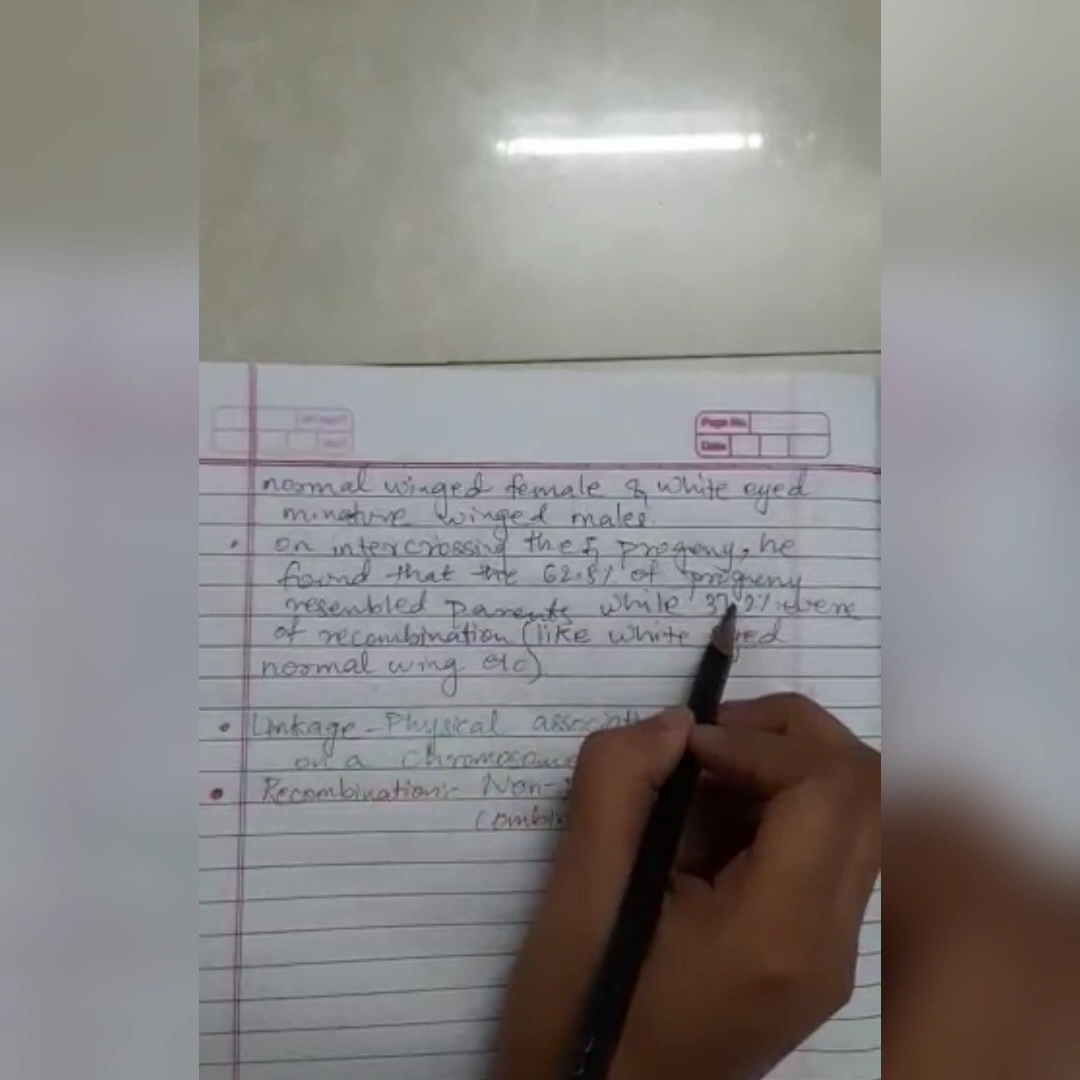 Page No.
Date
normal winged female & white eyed
minature winged males.
• on intercrossing the F1 progeny, he
found that the 62.8% of progeny
resembled parents while 37.2% were
of recombination (like white eyed
normal wing etc)
• Linkage - Physical
on a Chromosome
• Recombination:- Non-